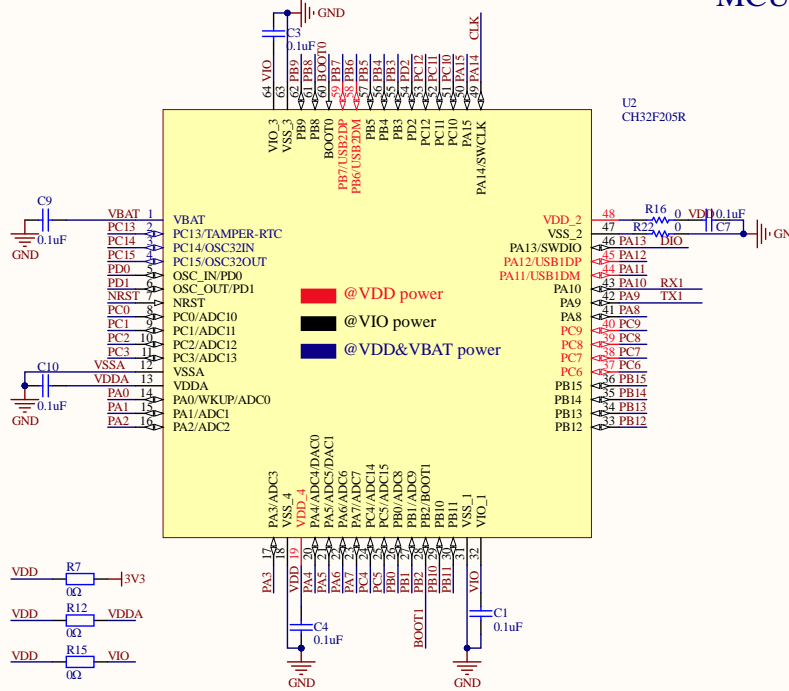 MCU
CLK
GND
C3
0.1uF
VIO
PB9
PB8
BOOT0
PB7
PB6
PB5
PB4
PB3
PD2
PC12
PC11
PC10
PA15
PA14
64
63
62
61
60
59
58
57
56
55
54
53
52
51
50
49
VIO_3
VSS_3
PB9
PB8
BOOT0
PB7/USB2DP
PB6/USB2DM
PB5
PB4
PB3
PD2
PC12
PC11
PC10
PA15
PA14/SWCLK
U2
CH32F205R
C9
0.1uF
GND
VBAT 1 VBAT
PC13 2 PC13/TAMPER-RTC
PC14 3 PC14/OSC32IN
PC15 4 PC15/OSC32OUT
PD0 5 OSC_IN/PD0
PD1 6 OSC_OUT/PD1
NRST 7 NRST
PC0 8 PC0/ADC10
PC1 9 PC1/ADC11
PC2 10 PC2/ADC12
PC3 11 PC3/ADC13
VSSA 12 VSSA
VDDA 13 VDDA
PA0 14 PA0/WKUP/ADC0
PA1 15 PA1/ADC1
PA2 16 PA2/ADC2
C10
0.1uF
GND
@VDD power
@VIO power
@VDD&VBAT power
VDD_2 48 R16 0 VDD 0.1uF
VSS_2 47 R22 0 C7
GND
PA13/SWDIO 46 PA13 DIO
PA12/USB1DP 45 PA12
PA11/USB1DM 44 PA11
PA10 43 PA10 RX1
PA9 42 PA9 TX1
PA8 41 PA8
PC9 40 PC9
PC8 39 PC8
PC7 38 PC7
PC6 37 PC6
PB15 36 PB15
PB14 35 PB14
PB13 34 PB13
PB12 33 PB12
PA3/ADC3
VSS_4
VDD_4
PA4/ADC4/DAC0
PA5/ADC5/DAC1
PA6/ADC6
PA7/ADC7
PC4/ADC14
PC5/ADC15
PB0/ADC8
PB1/ADC9
PB2/BOOT1
PB10
PB11
VSS_1
VIO_1
17
18
19
20
21
22
23
24
25
26
27
28
29
30
31
32
PA3
VDD
PA4
PA5
PA6
PA7
PC4
PC5
PB0
PB1
PB2
PB10
PB11
VIO
BOOT1
C4
0.1uF
GND
C1
0.1uF
GND
VDD R7 3V3
0Ω
VDD R12 VDDA
0Ω
VDD R15 VIO
0Ω